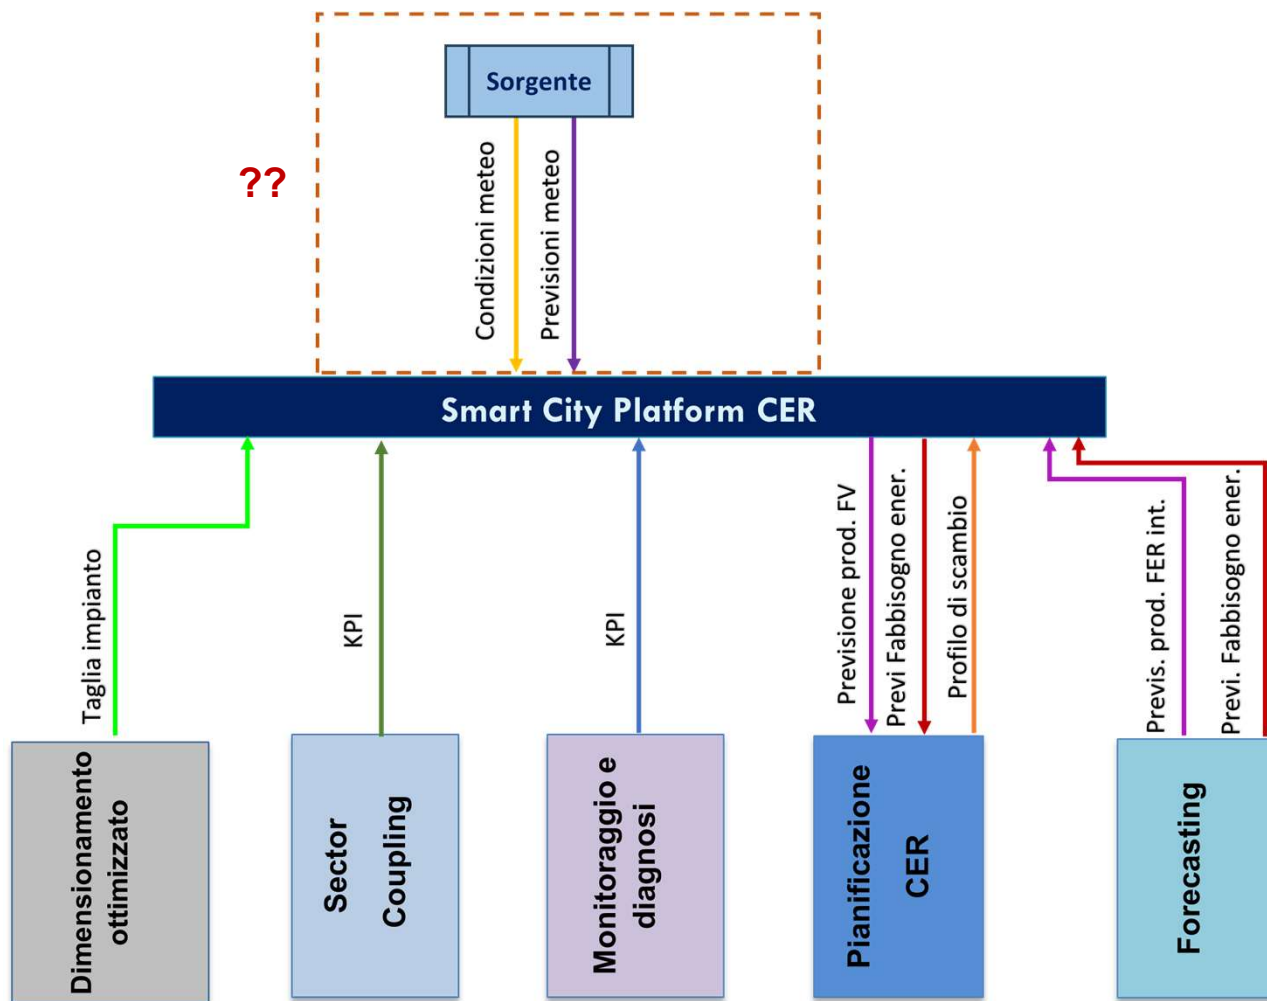 Sorgente
??
Condizioni meteo
Previsioni meteo
Smart City Platform CER
Taglia impianto
KPI
KPI
Previsione prod. FV
Previ Fabbisogno ener.
Profilo di scambio
Previs. prod. FER int.
Previ. Fabbisogno ener.
Dimensionamento
ottimizzato
Sector
Coupling
Monitoraggio e
diagnosi
Pianificazione
CER
Forecasting